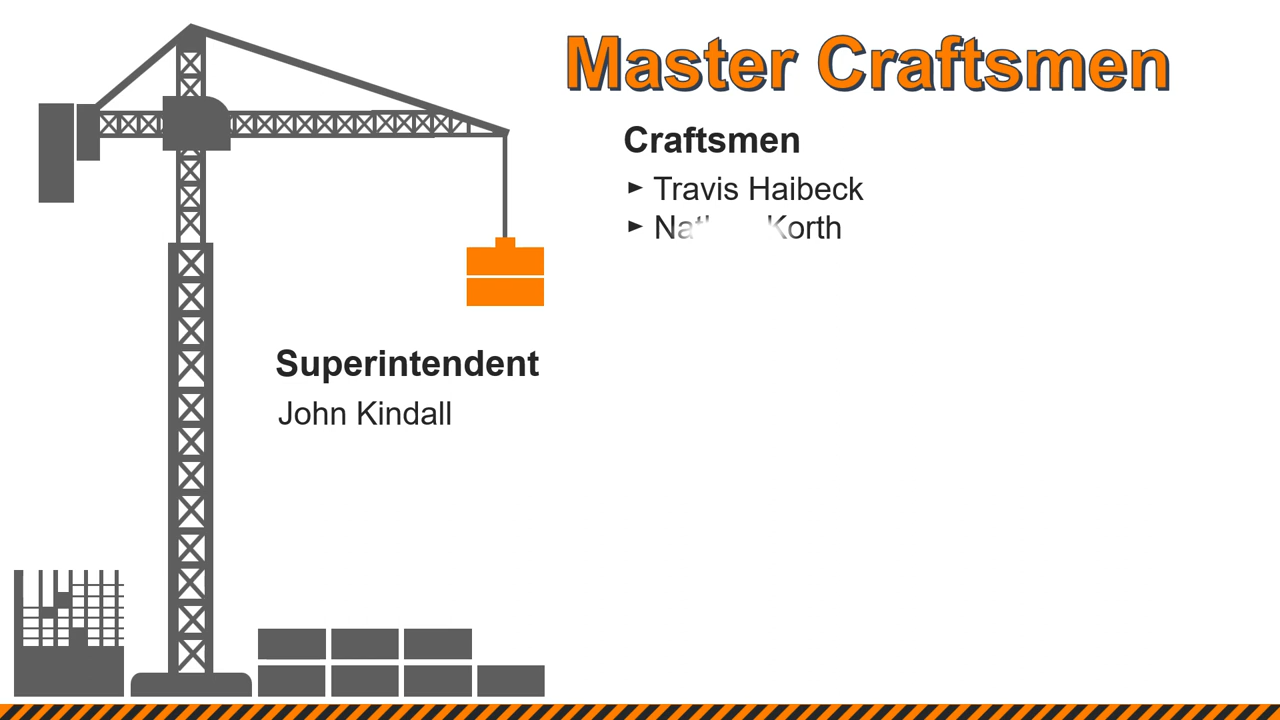 Master Craftsmen
Craftsmen
► Travis Haibeck
► Korth
Superintendent
John Kindall